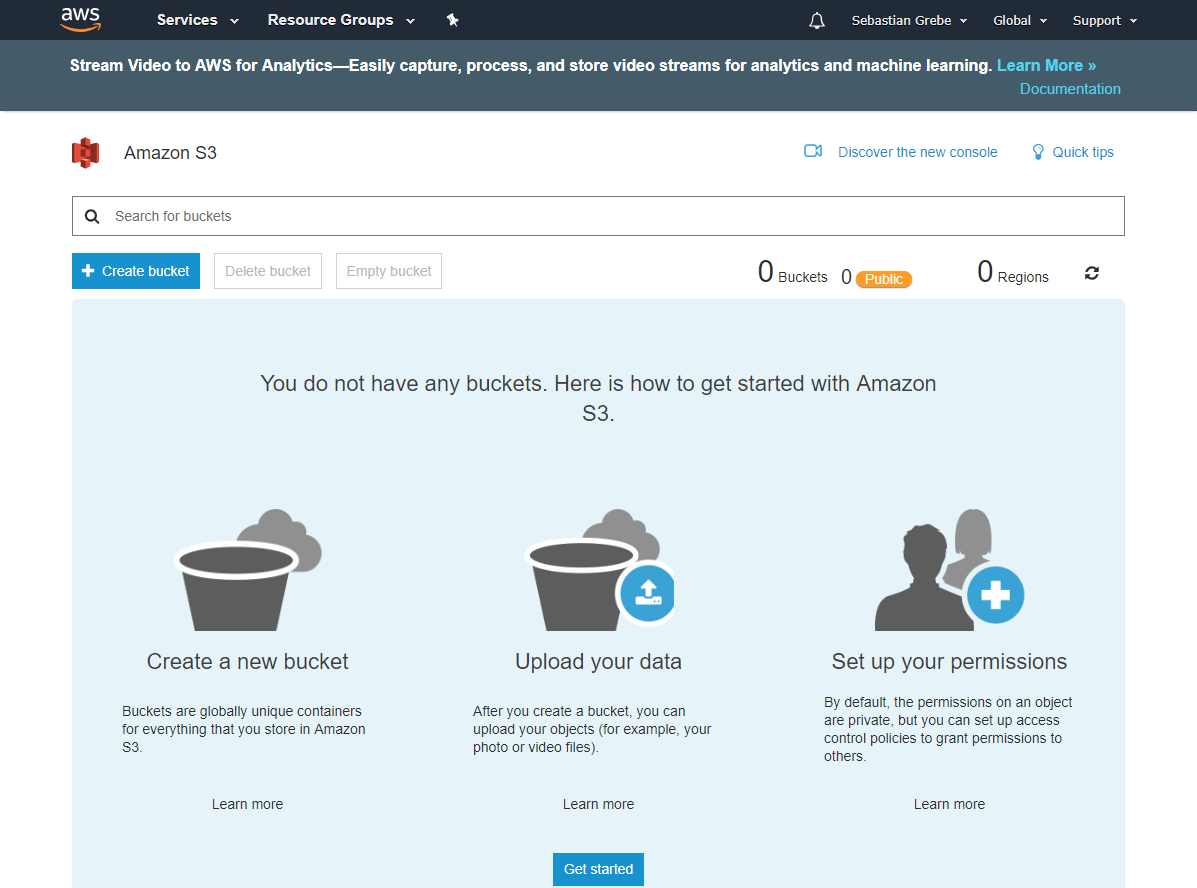 aws Services Resource Groups Sebastian Grebe Global Support
Stream Video to AWS for Analytics—Easily capture, process, and store video streams for analytics and machine learning. Learn More »
Documentation
Amazon S3 Discover the new console Quick tips
Search for buckets
Create bucket Delete bucket Empty bucket 0 Buckets 0 Public 0 Regions
You do not have any buckets. Here is how to get started with Amazon
S3.
Create a new bucket
Buckets are globally unique containers
for everything that you store in Amazon
S3.
Learn more
Upload your data
After you create a bucket, you can
upload your objects (for example, your
photo or video files).
Learn more
Set up your permissions
By default, the permissions on an object
are private, but you can set up access
control policies to grant permissions to
others.
Learn more
Get started